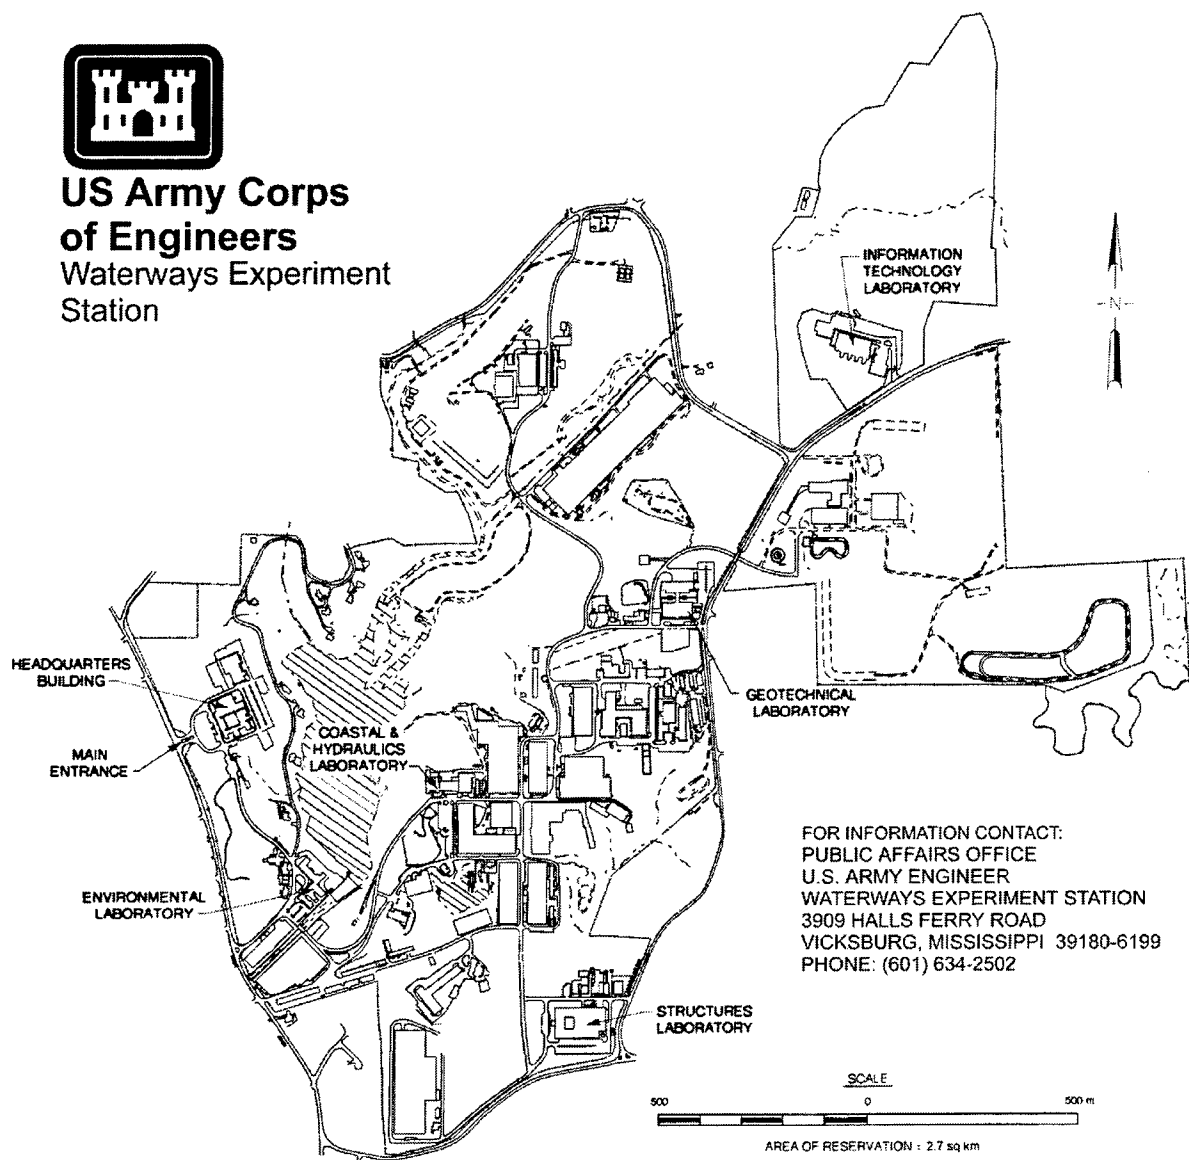 US Army Corps
of Engineers
Waterways Experiment
Station
INFORMATION
TECHNOLOGY
LABORATORY
N
HEADQUARTERS
BUILDING
GEOTECHNICAL
LABORATORY
MAIN
ENTRANCE
COASTAL &
HYDRAULICS
LABORATORY
ENVIRONMENTAL
LABORATORY
FOR INFORMATION CONTACT:
PUBLIC AFFAIRS OFFICE
U.S. ARMY ENGINEER
WATERWAYS EXPERIMENT STATION
3909 HALLS FERRY ROAD
VICKSBURG, MISSISSIPPI 39180-6199
PHONE: (601) 634-2502
STRUCTURES
LABORATORY
SCALE
500 0 500 m
AREA OF RESERVATION : 2.7 sq km